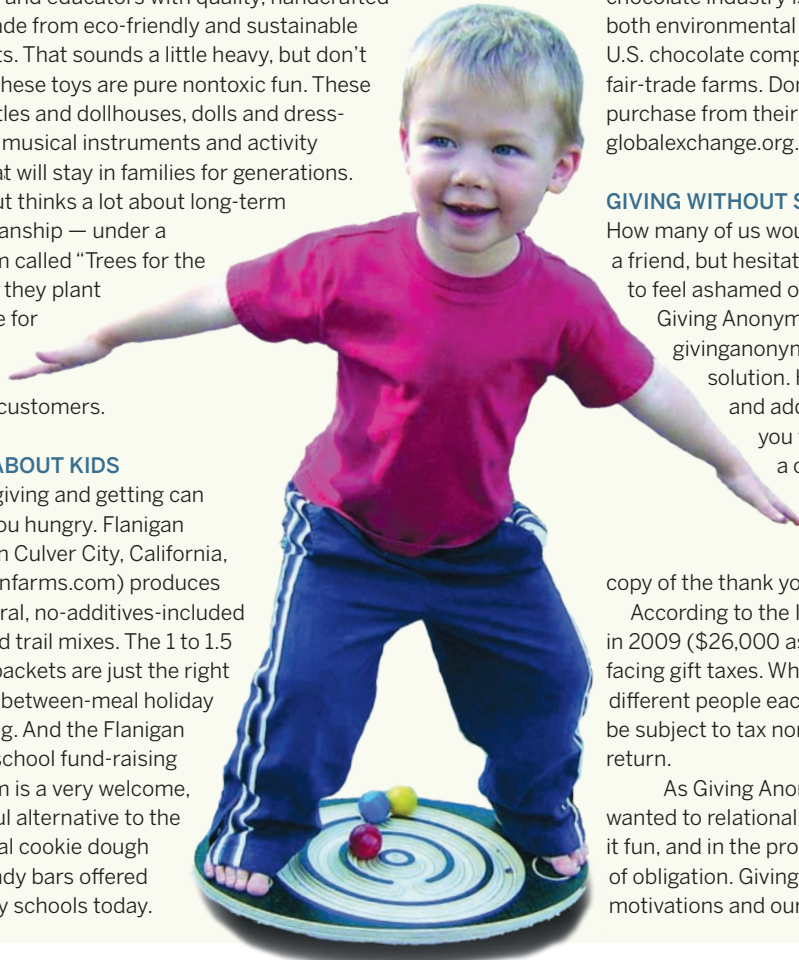 and educators with quality, handcrafted
ade from eco-friendly and sustainable
ts. That sounds a little heavy, but don't
hese toys are pure nontoxic fun. These
tles and dollhouses, dolls and dress-
musical instruments and activity
at will stay in families for generations.
ut thinks a lot about long-term
anship — under a
m called “Trees for the
they plant
e for
customers.
ABOUT KIDS
giving and getting can
ou hungry. Flanigan
n Culver City, California,
nfarms.com) produces
ral, no-additives-included
d trail mixes. The 1 to 1.5
packets are just the right
between-meal holiday
g. And the Flanigan
school fund-raising
m is a very welcome,
ul alternative to the
al cookie dough
ndy bars offered
y schools today.
chocolate industry is
both environmental
U.S. chocolate comp
fair-trade farms. Don
purchase from their
globalexchange.org.
GIVING WITHOUT S
How many of us wou
a friend, but hesitat
to feel ashamed o
Giving Anonym
givinganonym
solution. H
and add
you
a c
copy of the thank yo
According to the I
in 2009 ($26,000 as
facing gift taxes. Wh
different people eac
be subject to tax nor
return.
As Giving Anon
wanted to relational
it fun, and in the pro
of obligation. Giving
motivations and our